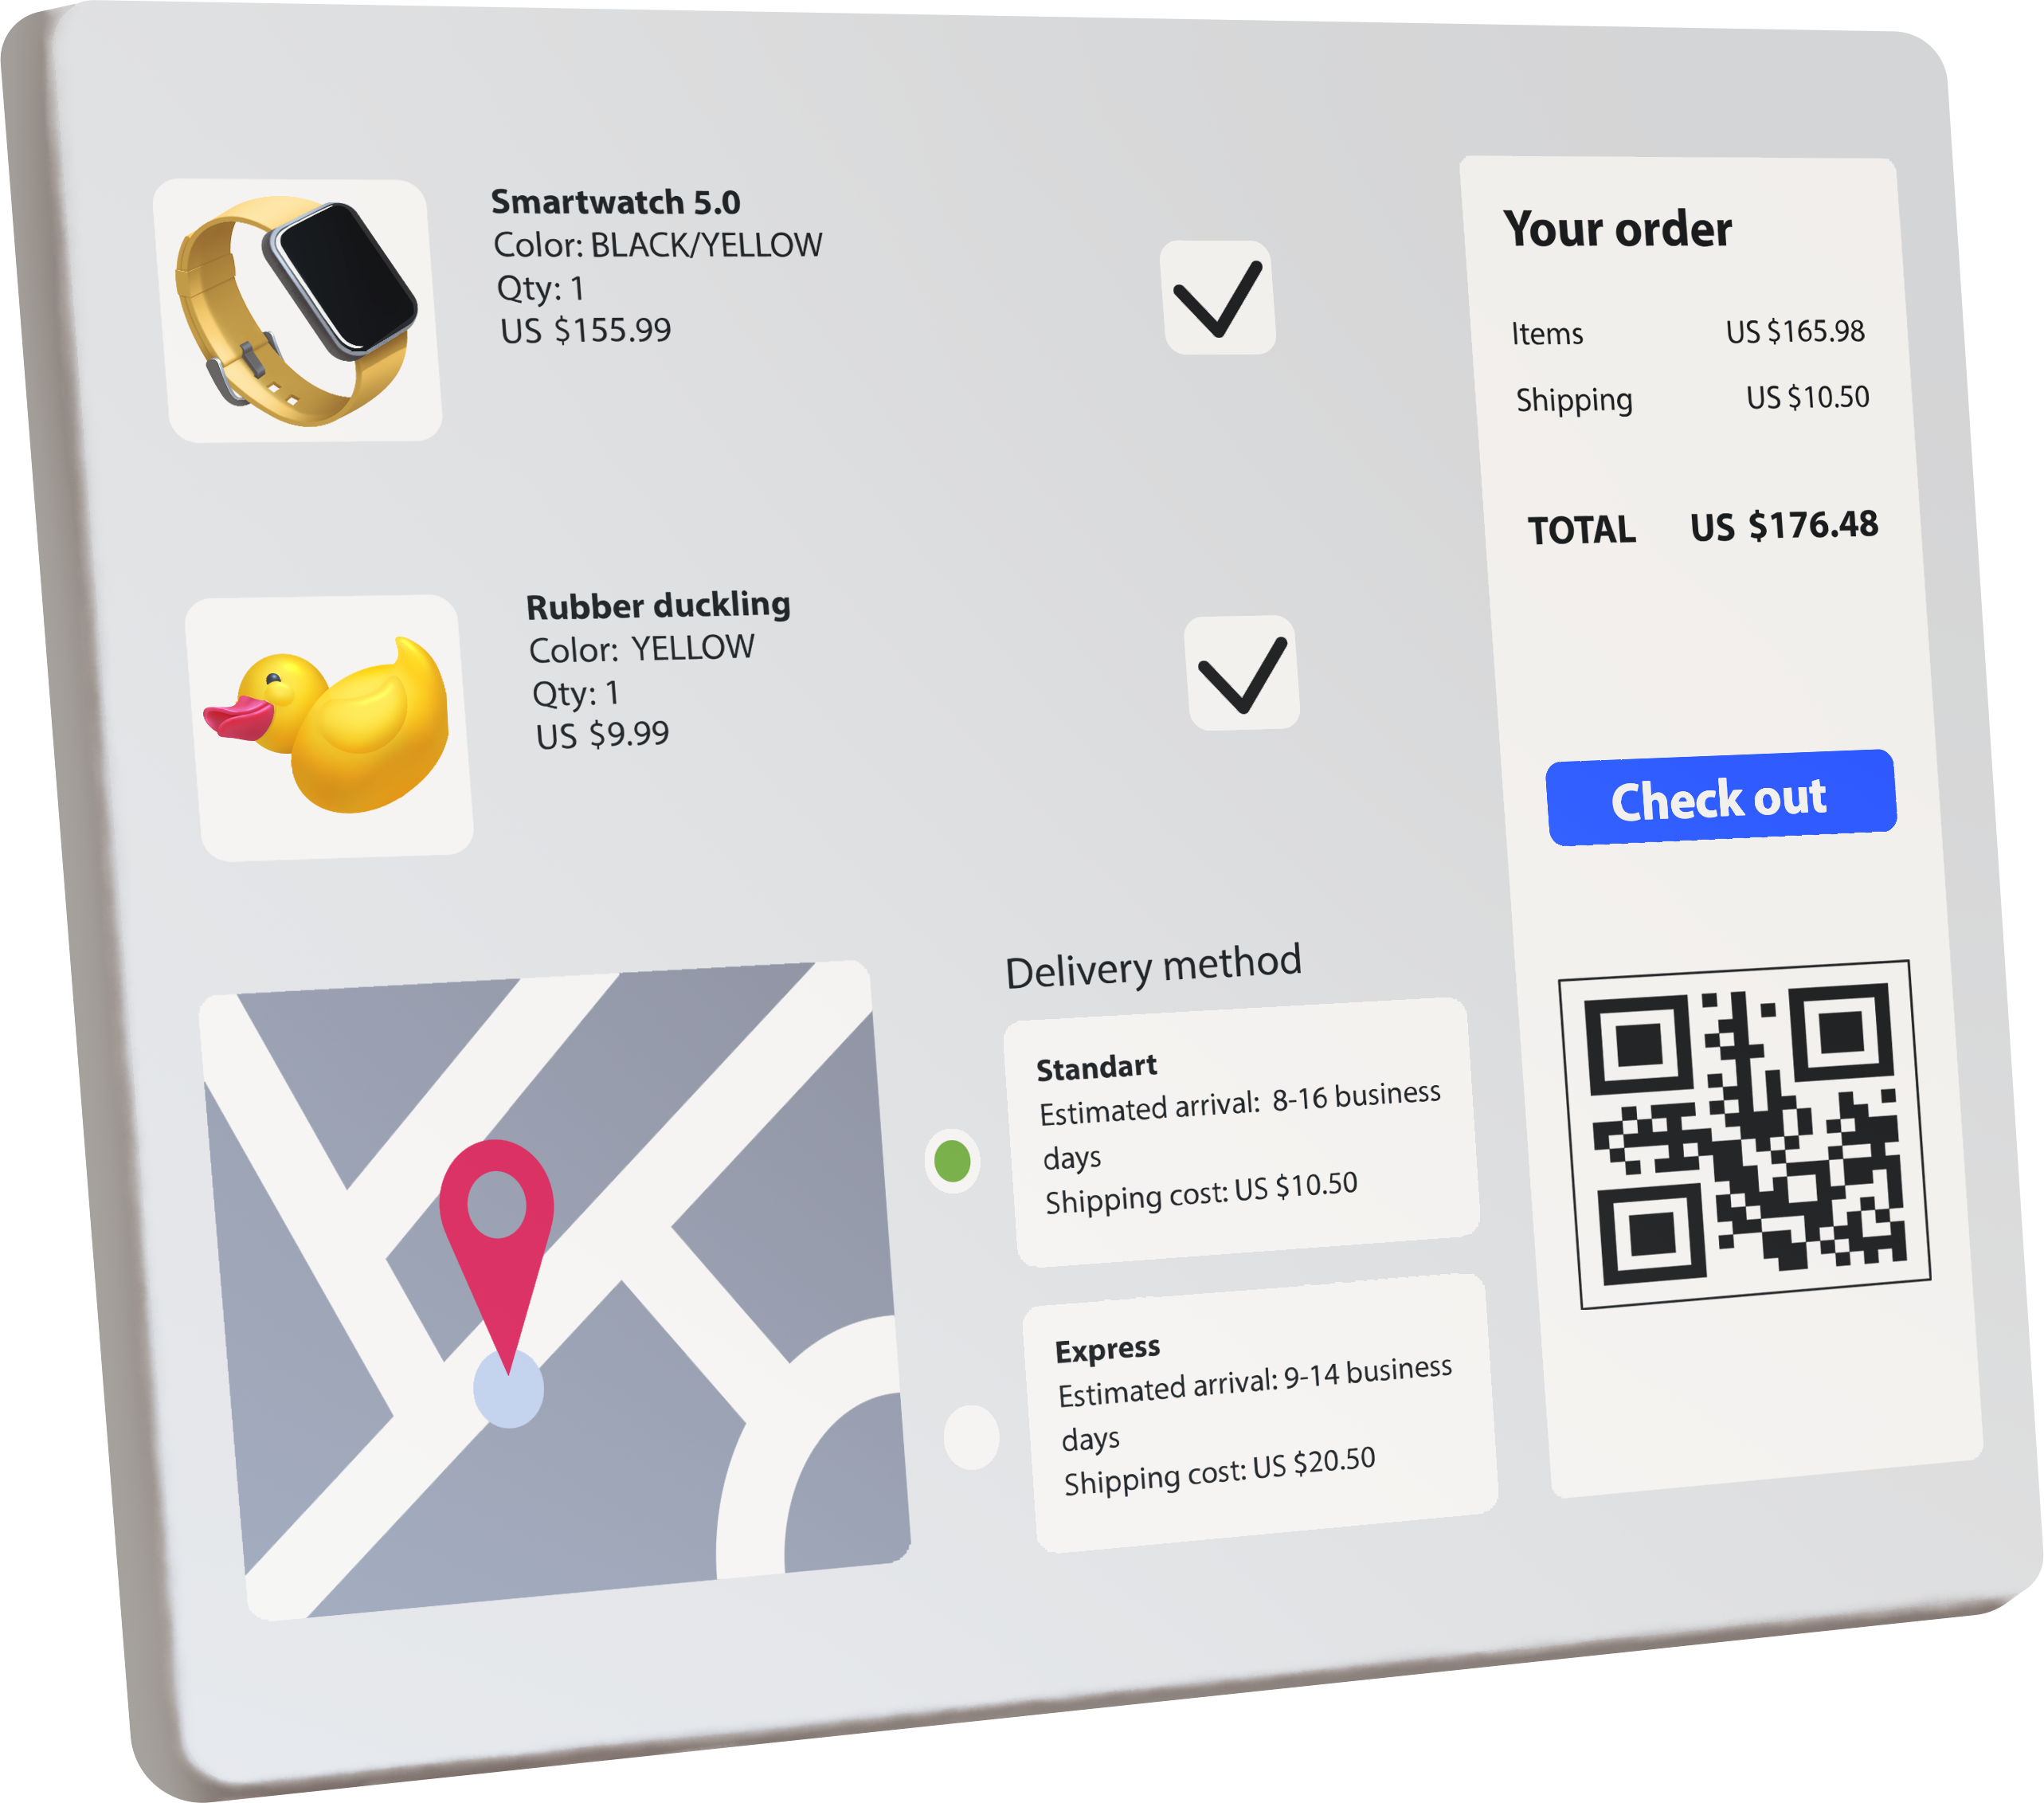 Smartwatch 5.0
Color: BLACK/YELLOW
Qty: 1
US $155.99
Rubber duckling
Color: YELLOW
Qty: 1
US $9.99
Delivery method
Standart
Estimated arrival: 8-16 business
days
Shipping cost: US $10.50
Express
Estimated arrival: 9-14 business
days
Shipping cost: US $20.50
Your order
Items US $165.98
Shipping US $10.50
TOTAL US $176.48
Check out